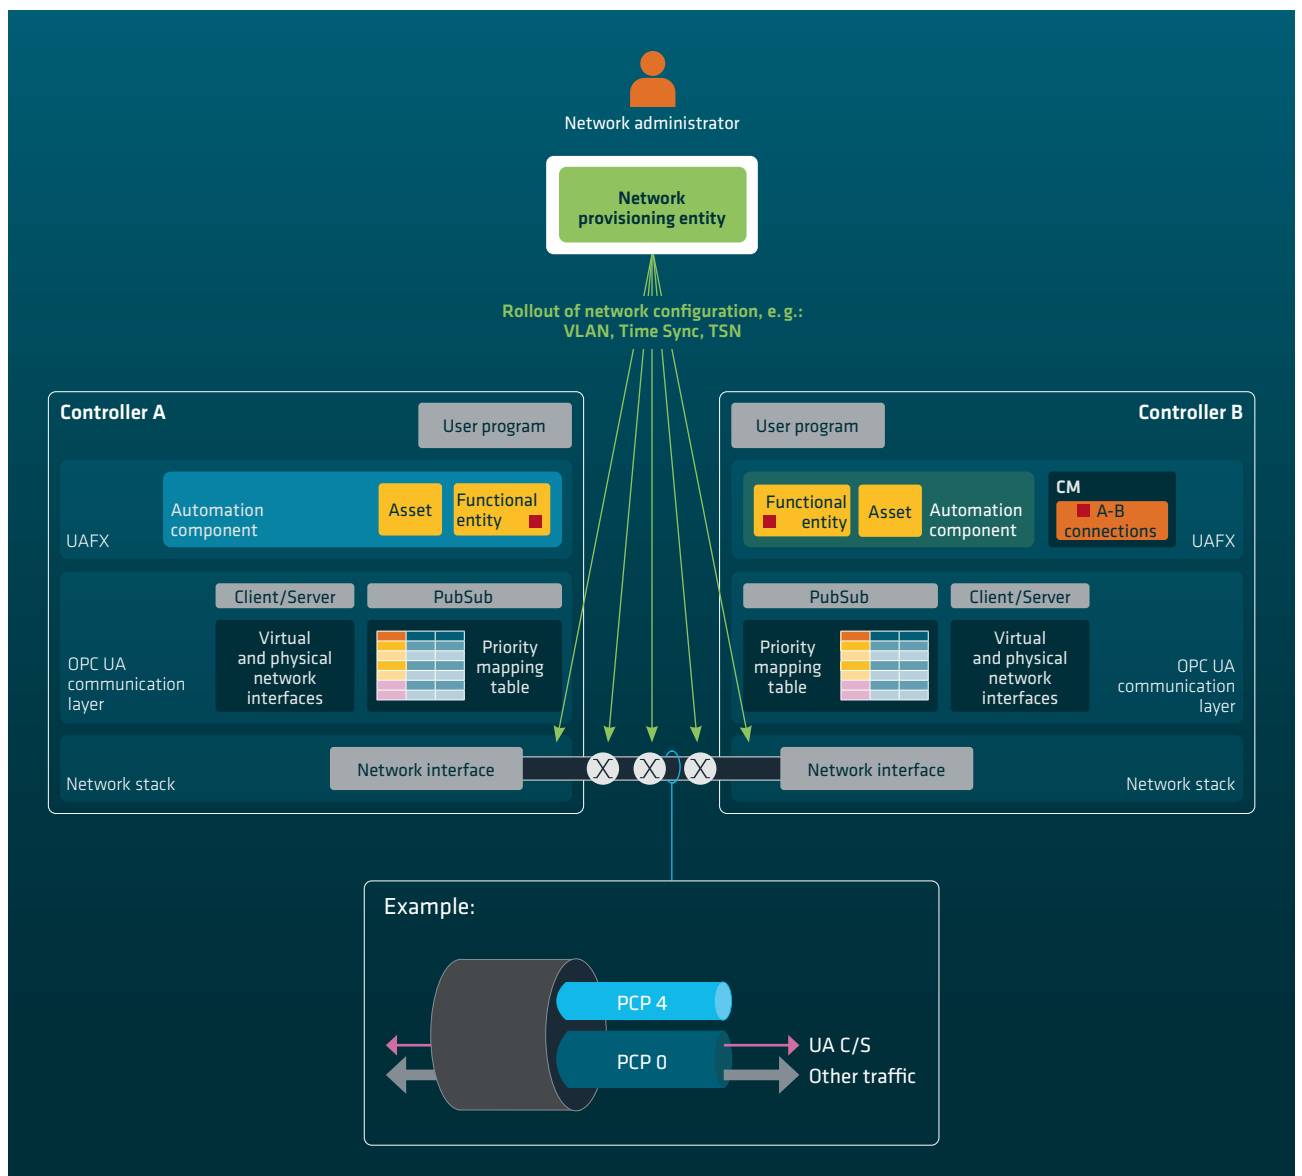 Network administrator
Network
provisioning entity
Rollout of network configuration, e. g.:
VLAN, Time Sync, TSN
Controller A
User program
UAFX
Automation
component
Asset
Functional
entity
OPC UA
communication
layer
Client/Server
PubSub
Virtual
and physical
network
interfaces
Priority
mapping
table
Network stack
Network interface
Controller B
User program
Functional
entity
Asset
Automation
component
CM
A-B
connections
UAFX
PubSub
Client/Server
Priority
mapping
table
Virtual
and physical
network
interfaces
OPC UA
communication
layer
Network interface
Network stack
Example:
PCP 4
PCP 0
UA C/S
Other traffic